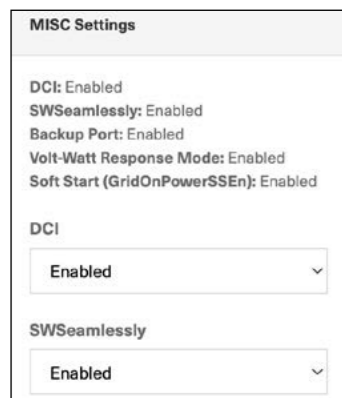 MISC Settings
DCI: Enabled
SWSeamlessly: Enabled
Backup Port: Enabled
Volt-Watt Response Mode: Enabled
Soft Start (GridOnPowerSSEn): Enabled
DCI
Enabled
SWSeamlessly
Enabled